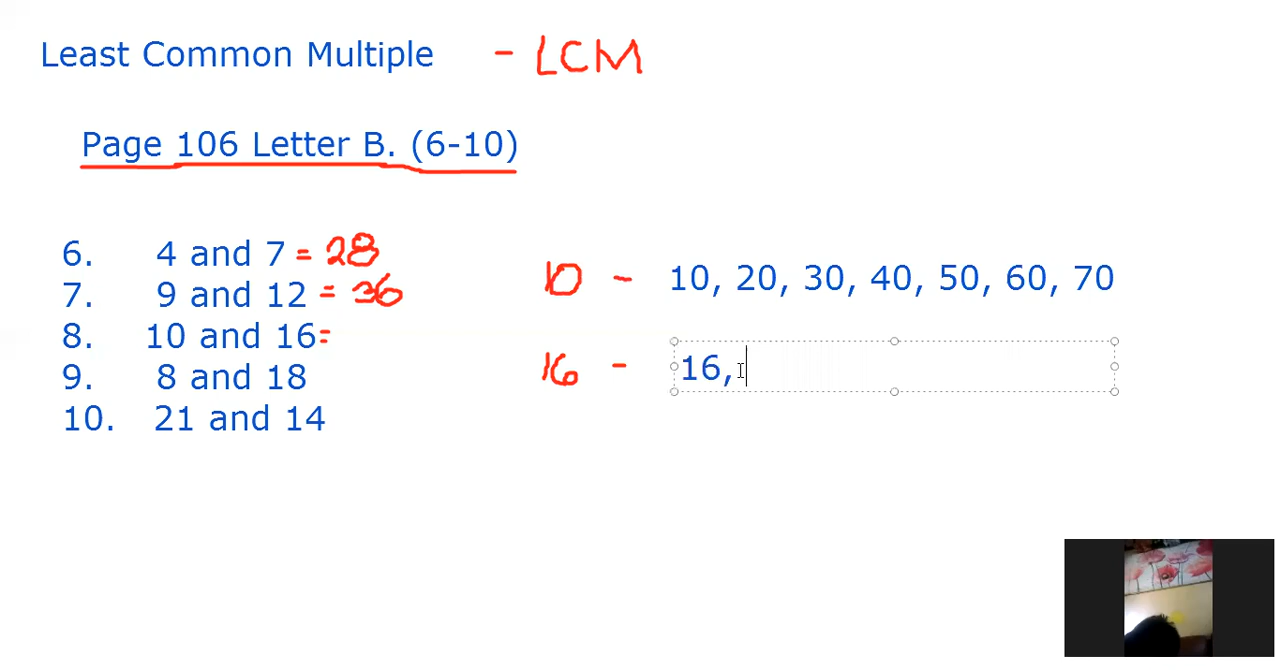 Least Common Multiple - LCM
Page 106 Letter B. (6-10)
6. 4 and 7 = 28
7. 9 and 12 = 36
8. 10 and 16=
9. 8 and 18
10. 21 and 14
10 - 10, 20, 30, 40, 50, 60, 70
16 - 16,